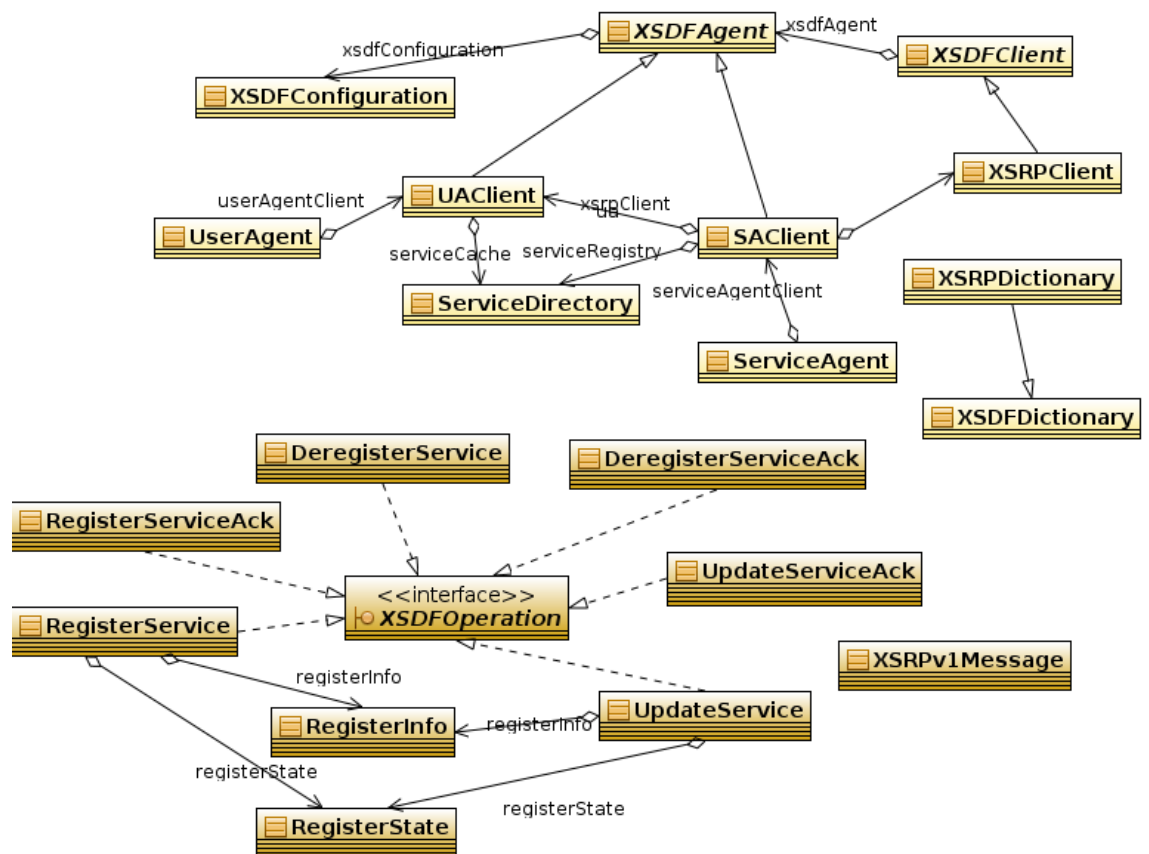 XSDFAgent
xsdfAgent
XSDFClient
xsdfConfiguration
XSDFConfiguration
XSRPClient
UAClient
userAgentClient
xsrpClient
ua
UserAgent
SAClient
serviceCache
serviceRegistry
XSRPDictionary
serviceAgentClient
ServiceDirectory
ServiceAgent
XSDFDictionary
DeregisterService
DeregisterServiceAck
RegisterServiceAck
UpdateServiceAck
<<interface>>
XSDFOperation
RegisterService
XSRPv1Message
registerInfo
UpdateService
RegisterInfo
registerInfo
registerState
registerState
RegisterState